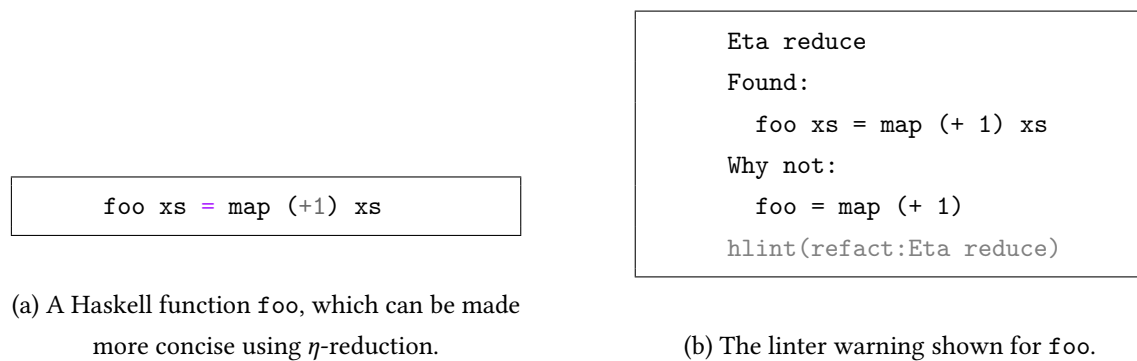 foo xs = map (+1) xs
(a) A Haskell function foo, which can be made
more concise using η-reduction.
Eta reduce
Found:
foo xs = map (+ 1) xs
Why not:
foo = map (+ 1)
hlint(refact:Eta reduce)
(b) The linter warning shown for foo.